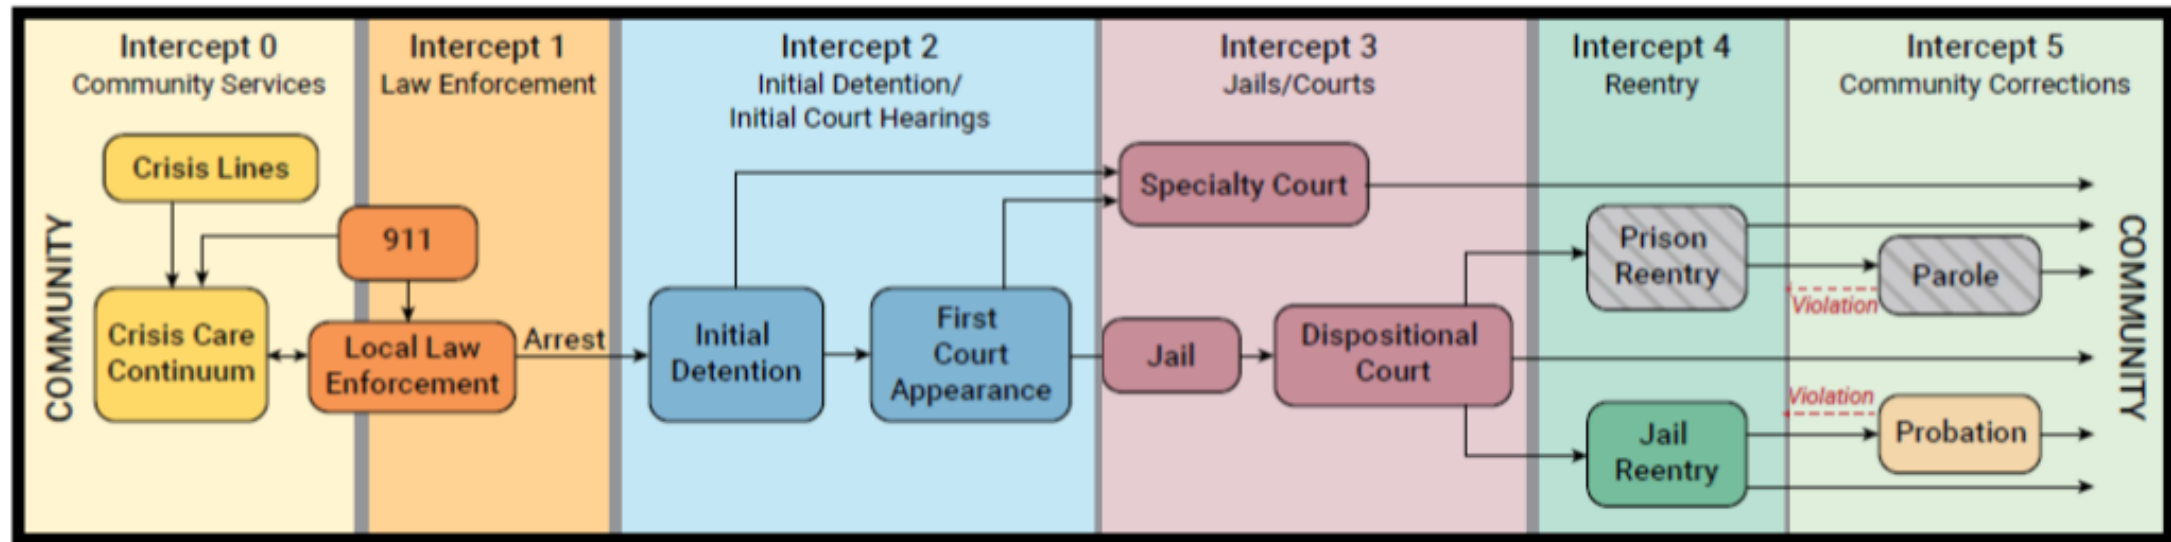 Intercept 0
Community Services
Intercept 1
Law Enforcement
Intercept 2
Initial Detention/
Initial Court Hearings
Intercept 3
Jails/Courts
Intercept 4
Reentry
Intercept 5
Community Corrections
COMMUNITY
Crisis Lines
911
Crisis Care
Continuum
Local Law
Enforcement
Arrest
Initial
Detention
First
Court
Appearance
Specialty Court
Jail
Dispositional
Court
Prison
Reentry
Violation
Parole
Jail
Reentry
Violation
Probation
COMMUNITY